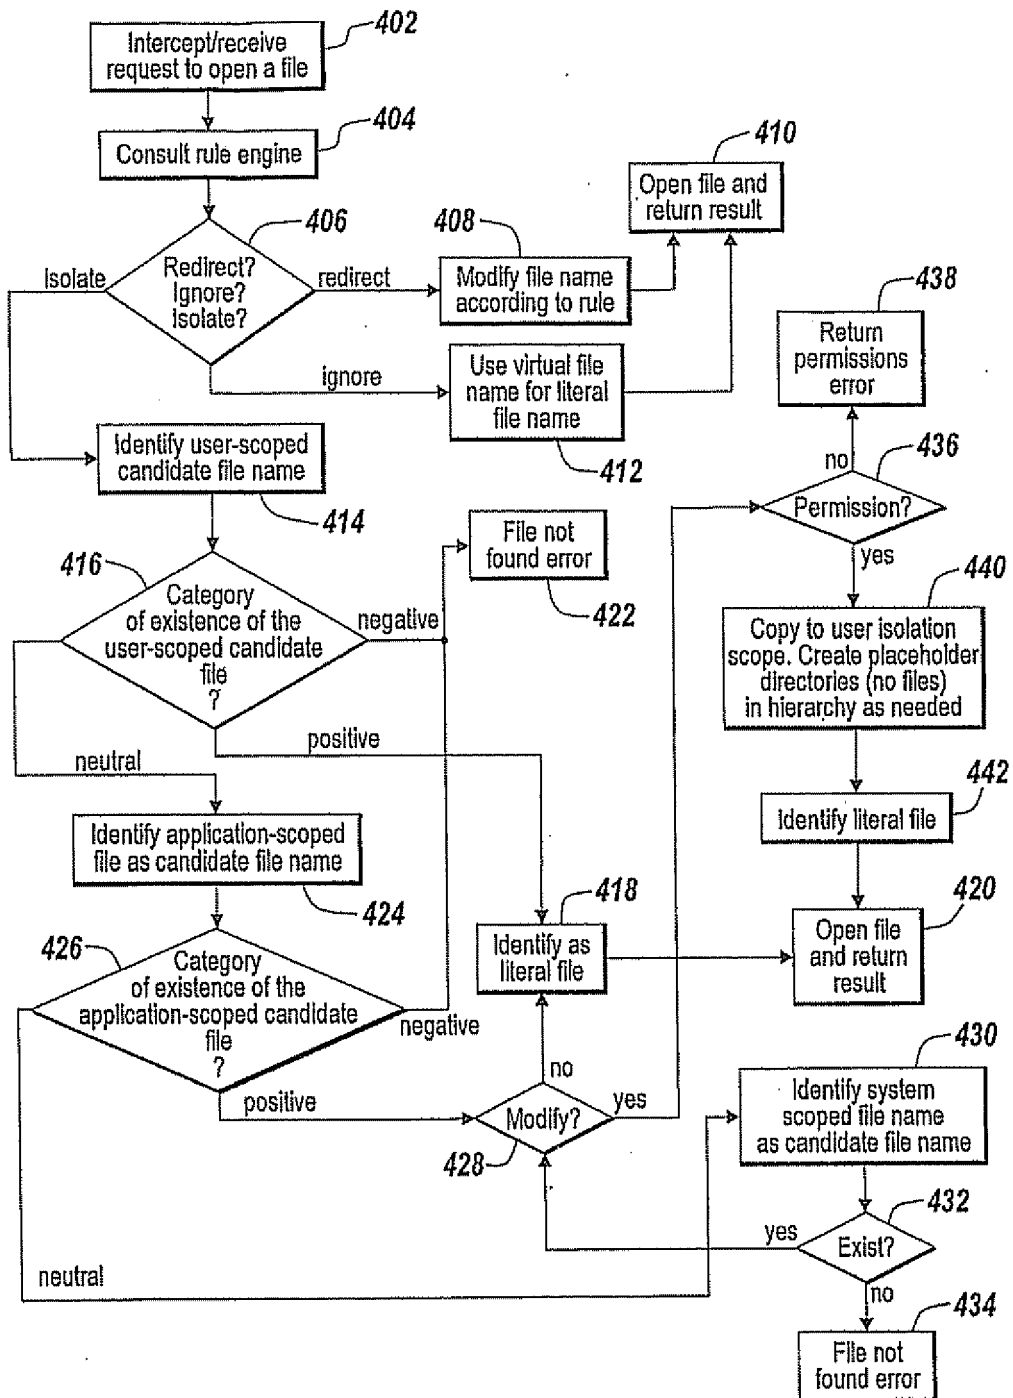 402
Intercept/receive
request to open a file
404
Consult rule engine
410
Open file and
return result
406
Redirect?
Ignore?
Isolate?
Isolate
redirect
408
Modify file name
according to rule
ignore
Use virtual file
name for literal
file name
412
438
Return
permissions
error
no
436
Permission?
yes
Identify user-scoped
candidate file name
414
416
Category
of existence of the
user-scoped candidate
file
?
negative
File not
found error
422
440
Copy to user isolation
scope. Create placeholder
directories (no files)
in hierarchy as needed
positive
neutral
442
Identify literal file
Identify application-scoped
file as candidate file name
424
418
Identify as
literal file
420
Open file
and return
result
426
Category
of existence of the
application-scoped candidate
file
?
negative
positive
no
Modify?
yes
428
430
Identify system
scoped file name
as candidate file name
432
Exist?
yes
neutral
no
434
File not
found error